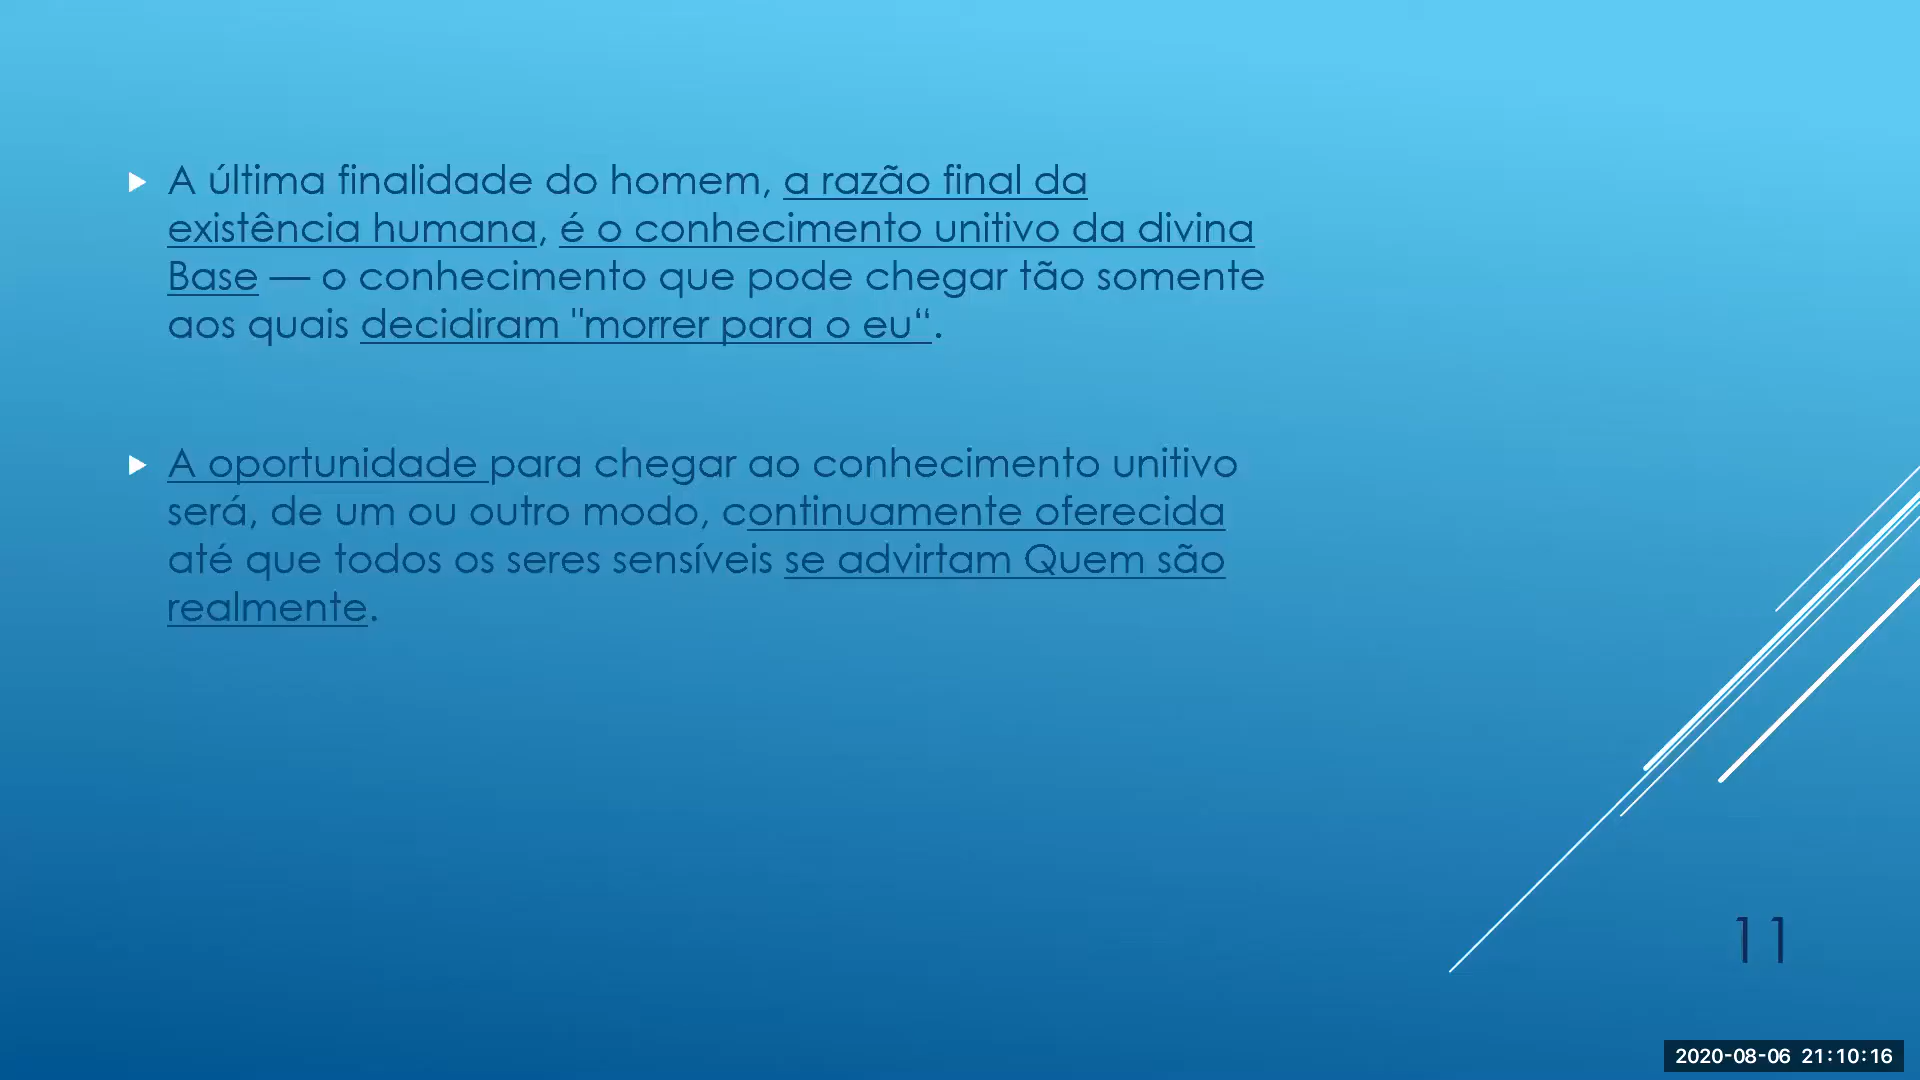 A última finalidade do homem, a razão final da
existência humana, é o conhecimento unitivo da divina
Base — o conhecimento que pode chegar tão somente
aos quais decidiram "morrer para o eu“.
A oportunidade para chegar ao conhecimento unitivo
será, de um ou outro modo, continuamente oferecida
até que todos os seres sensíveis se advirtam Quem são
realmente.
11
2020-08-06 21:10:16